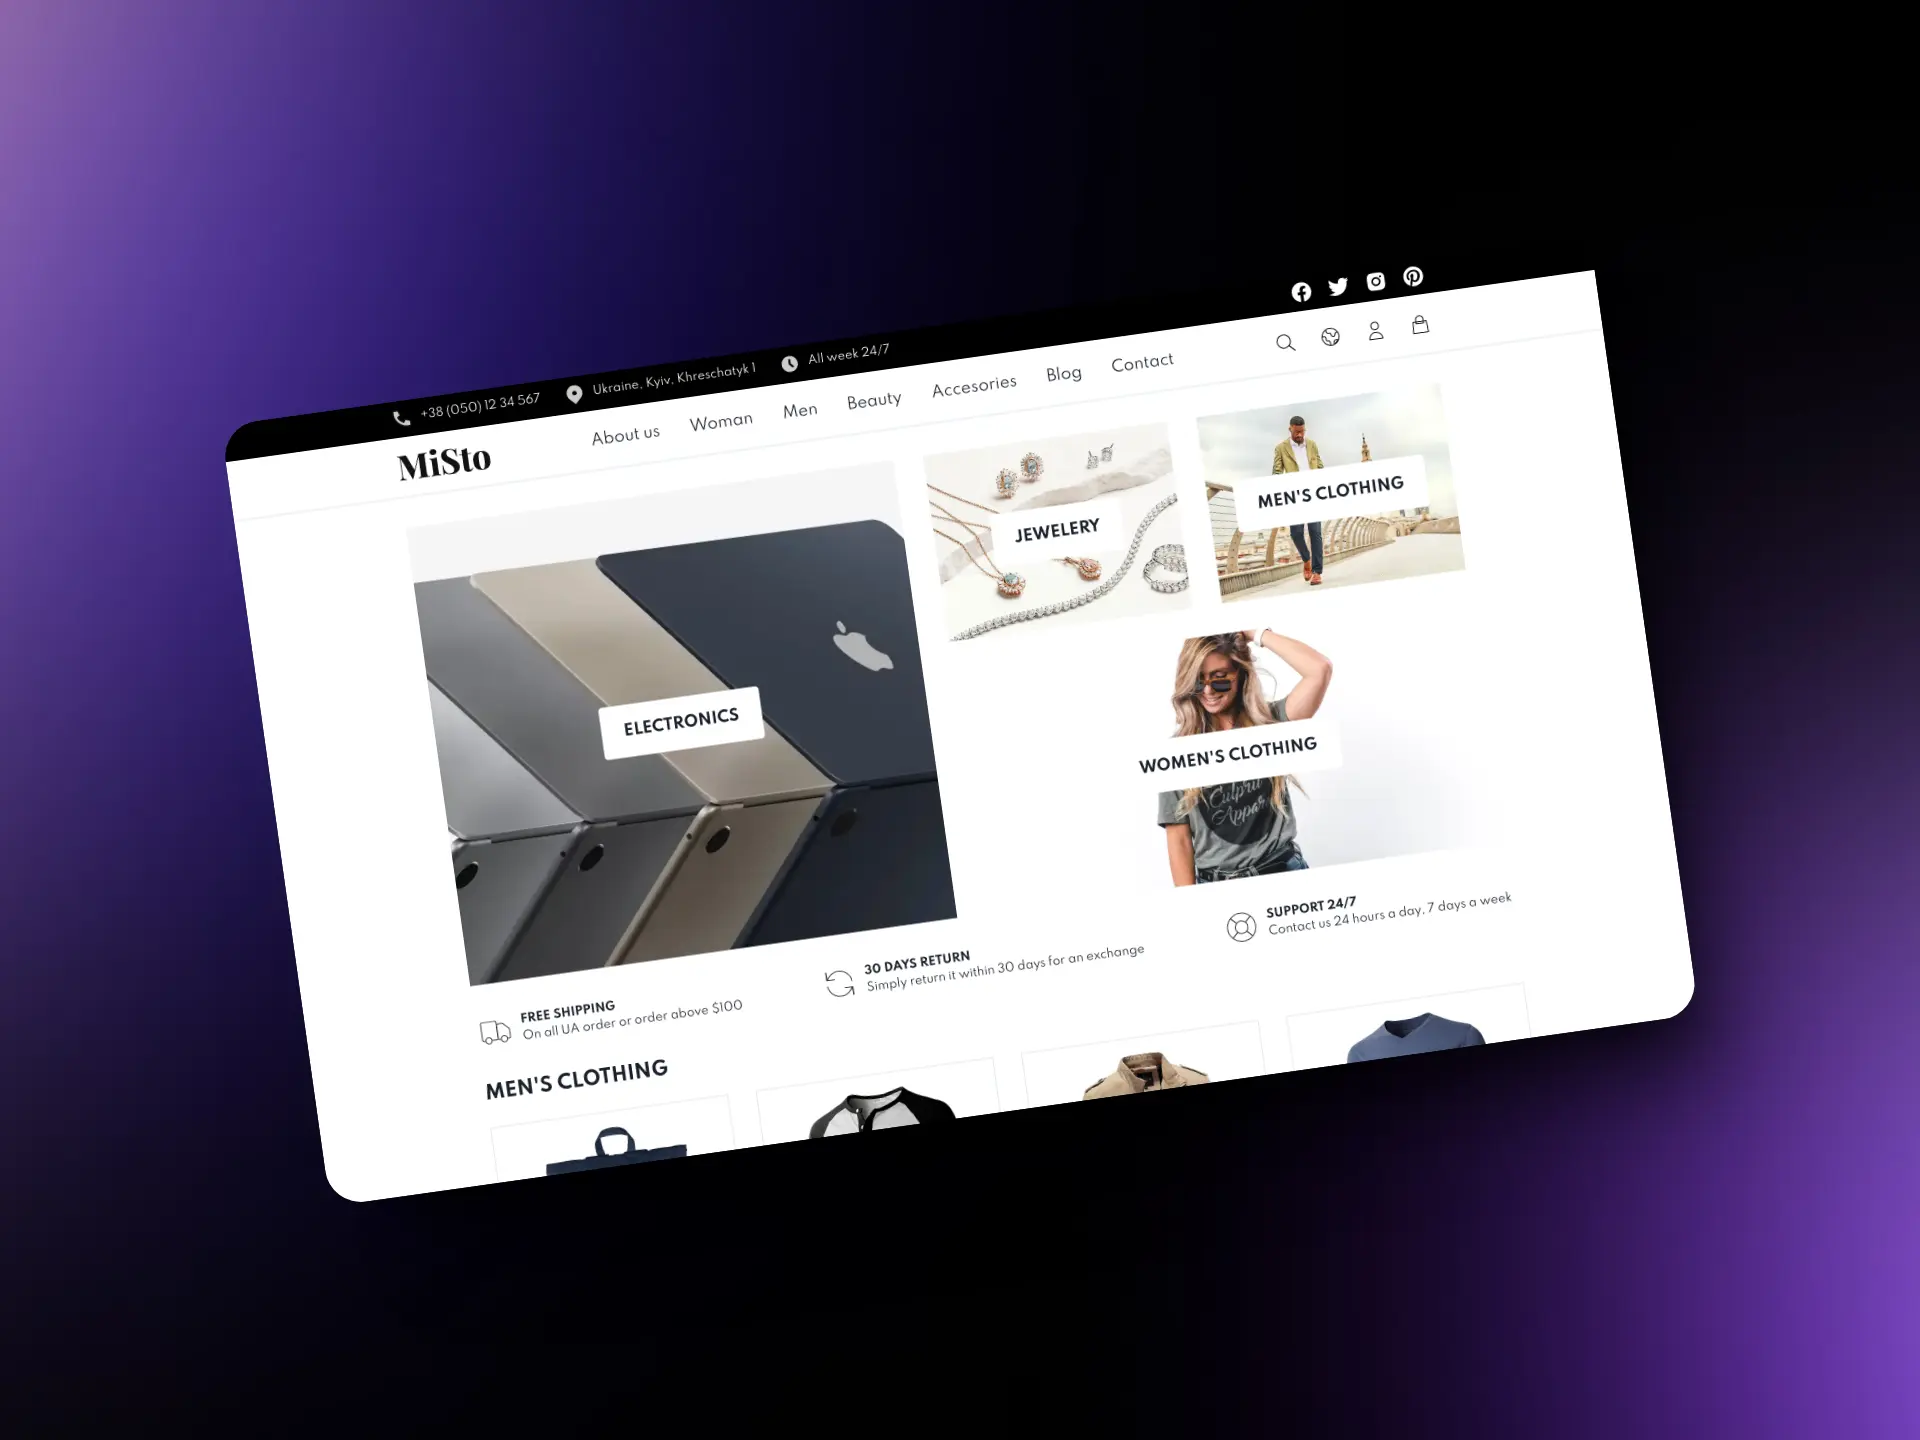 +38 (050) 12 34 567
Ukraine, Kyiv, Khreschatyk 1
All week 24/7
MiSto
About us
Woman
Men
Beauty
Accesories
Blog
Contact
ELECTRONICS
JEWELERY
MEN'S CLOTHING
WOMEN'S CLOTHING
Culprit
Appar
FREE SHIPPING
On all UA order or order above $100
30 DAYS RETURN
Simply return it within 30 days for an exchange
SUPPORT 24/7
Contact us 24 hours a day, 7 days a week
MEN'S CLOTHING